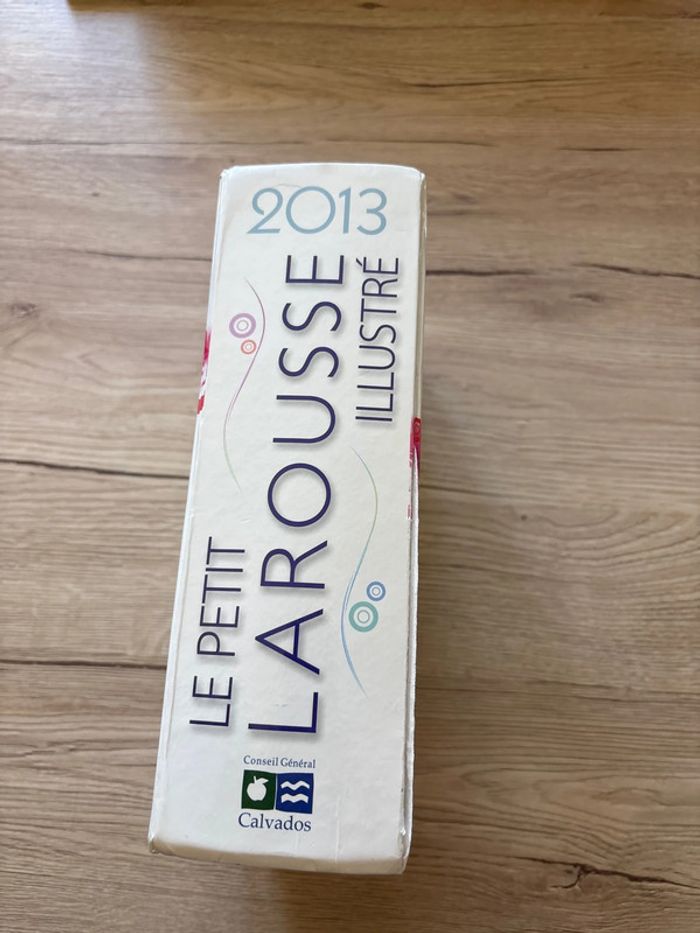 2013
LE PETIT
LAROUSSE
ILLUSTRÉ
Conseil Général
Calvados